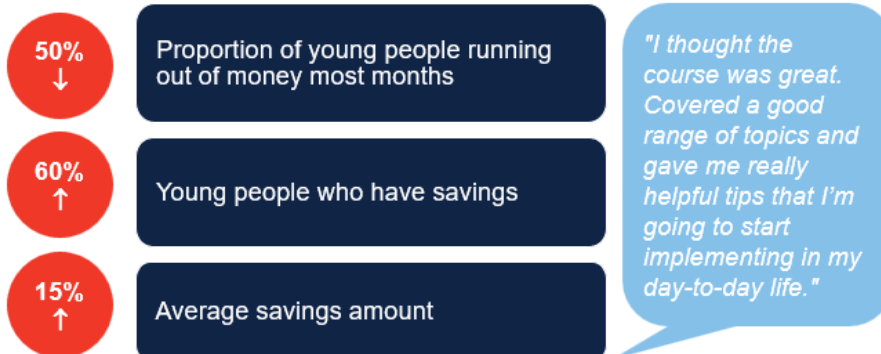 50%
↓
Proportion of young people running
out of money most months
60%
↑
Young people who have savings
15%
↑
Average savings amount
"I thought the
course was great.
Covered a good
range of topics and
gave me really
helpful tips that I'm
going to start
implementing in my
day-to-day life."